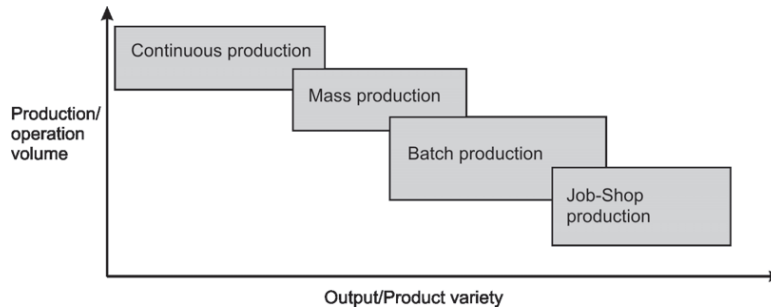 Continuous production
Mass production
Production/
operation
volume
Batch production
Job-Shop
production
Output/Product variety